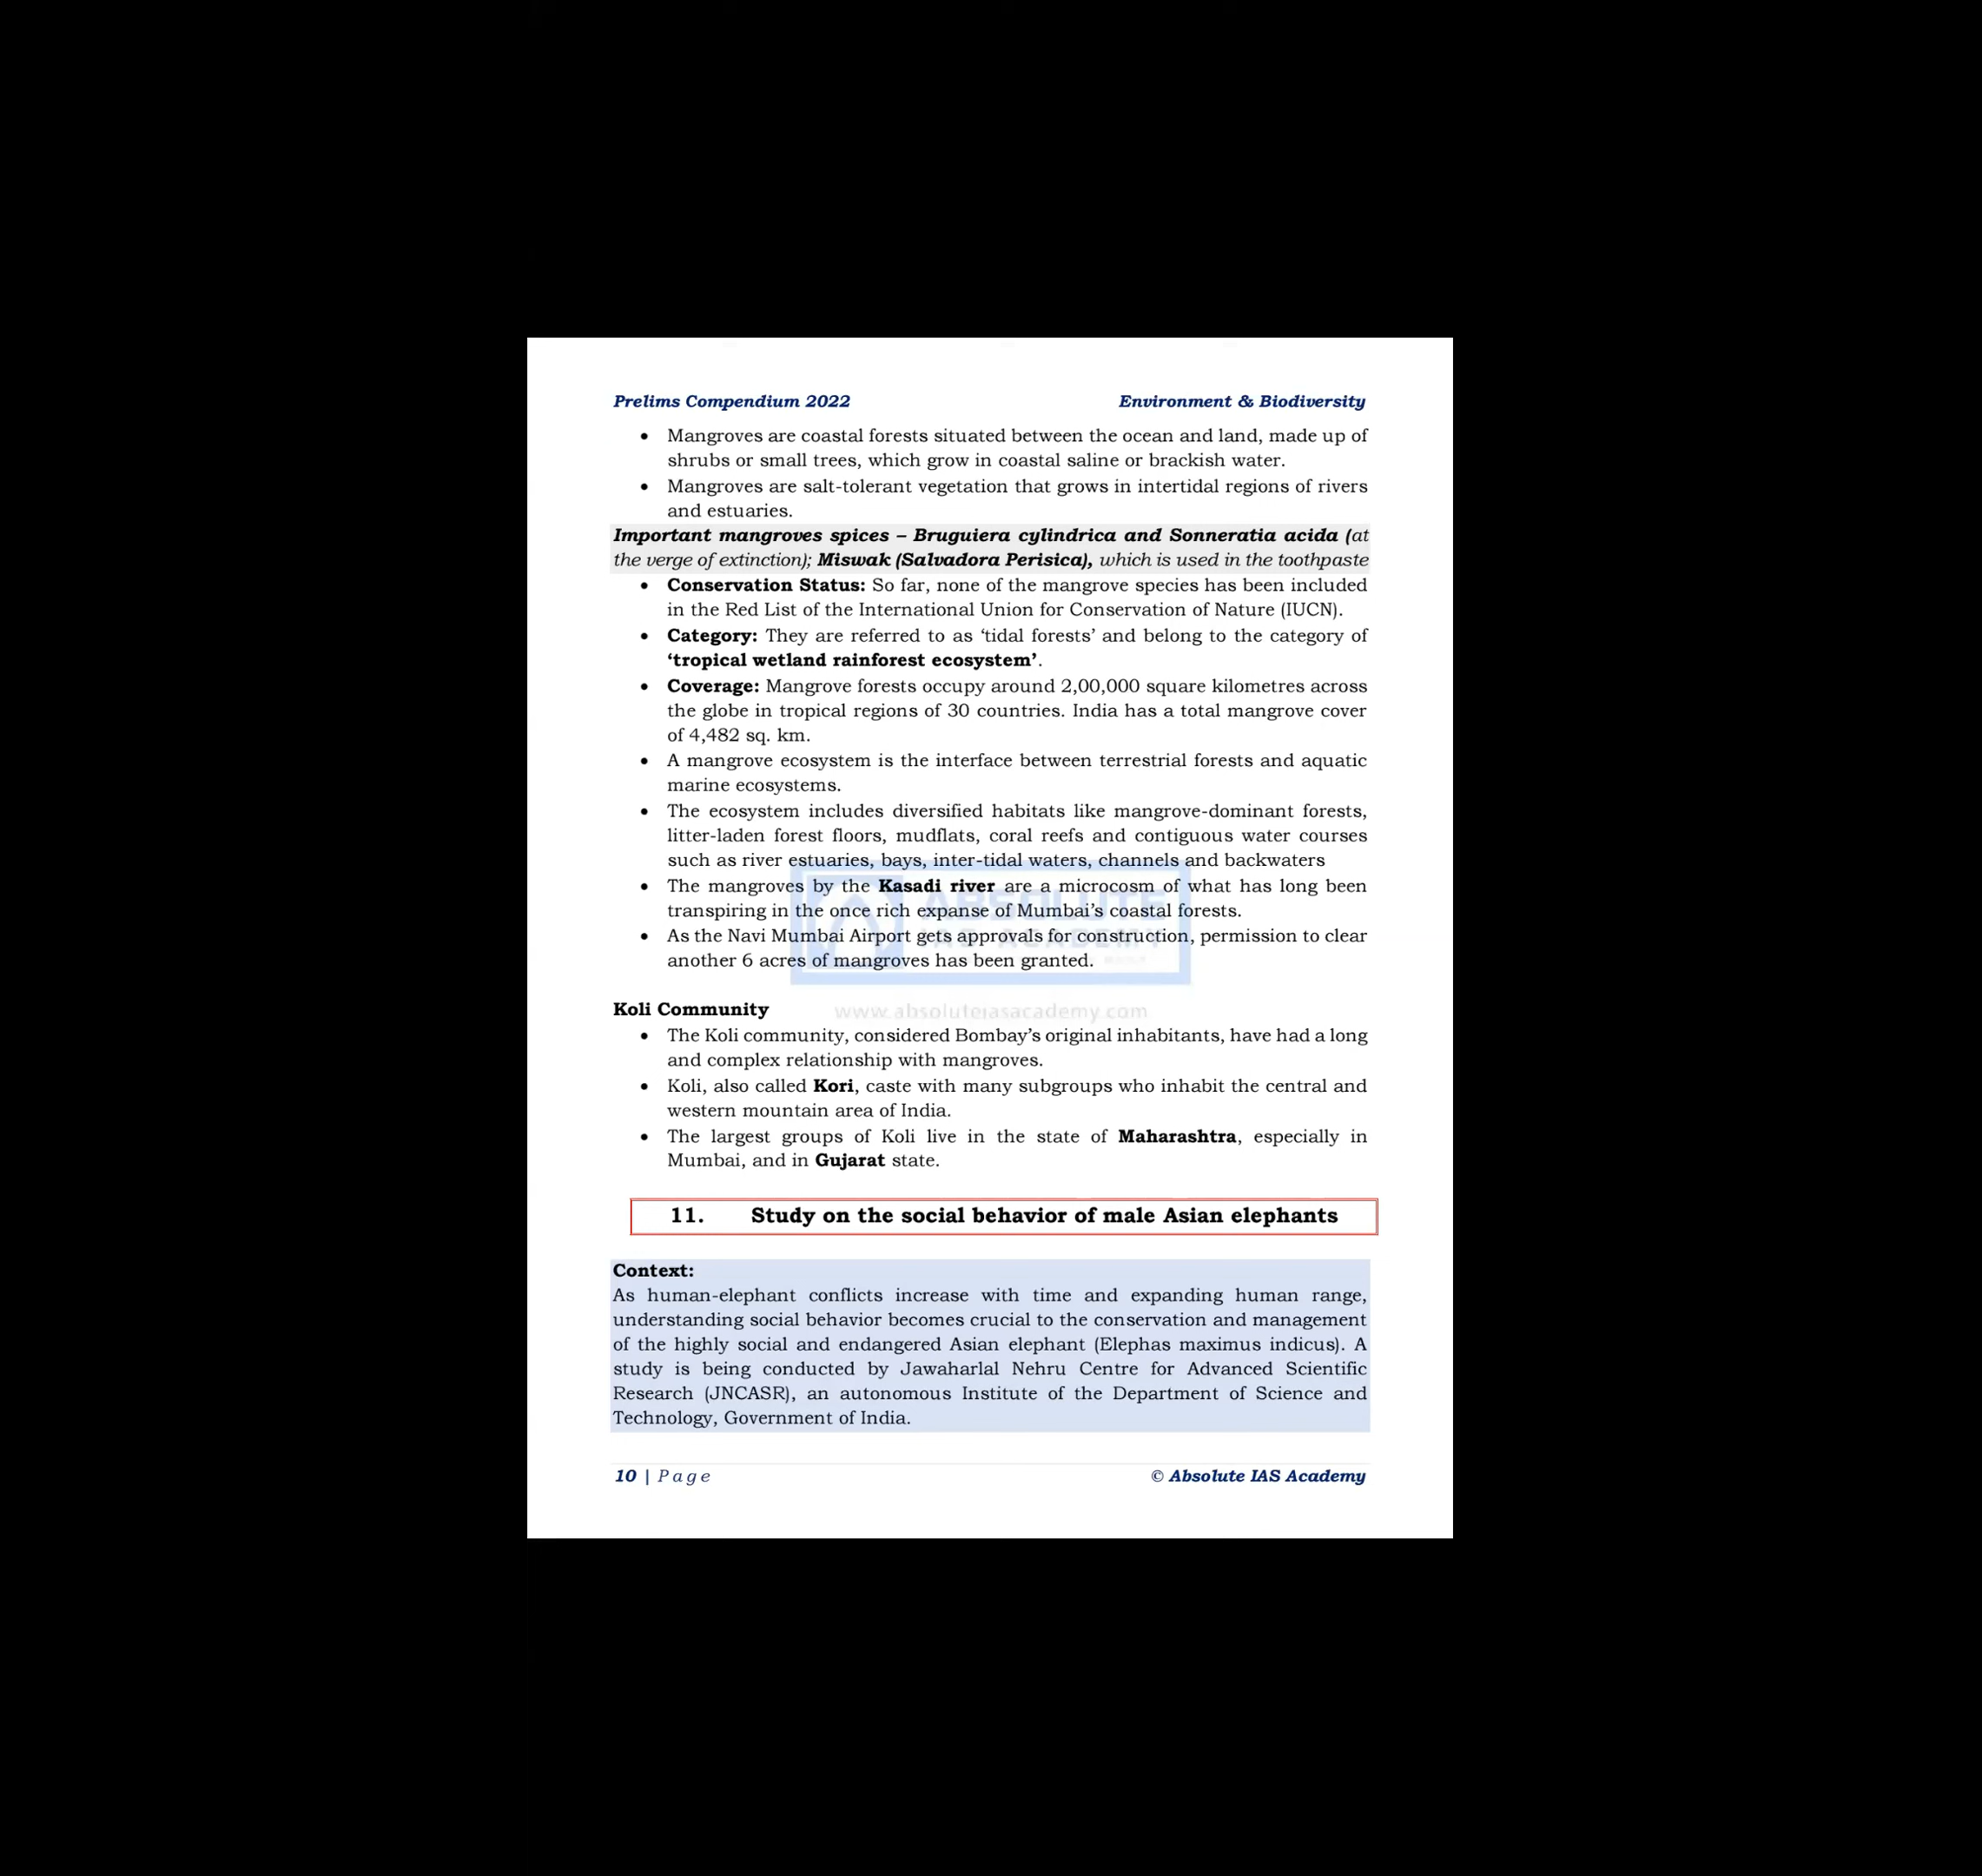 Prelims Compendium 2022 Environment & Biodiversity
• Mangroves are coastal forests situated between the ocean and land, made up of
shrubs or small trees, which grow in coastal saline or brackish water.
• Mangroves are salt-tolerant vegetation that grows in intertidal regions of rivers
and estuaries.
Important mangroves spices – Bruguiera cylindrica and Sonneratia acida (at
the verge of extinction); Miswak (Salvadora Perisica), which is used in the toothpaste
• Conservation Status: So far, none of the mangrove species has been included
in the Red List of the International Union for Conservation of Nature (IUCN).
• Category: They are referred to as ‘tidal forests’ and belong to the category of
‘tropical wetland rainforest ecosystem’.
• Coverage: Mangrove forests occupy around 2,00,000 square kilometres across
the globe in tropical regions of 30 countries. India has a total mangrove cover
of 4,482 sq. km.
• A mangrove ecosystem is the interface between terrestrial forests and aquatic
marine ecosystems.
• The ecosystem includes diversified habitats like mangrove-dominant forests,
litter-laden forest floors, mudflats, coral reefs and contiguous water courses
such as river estuaries, bays, inter-tidal waters, channels and backwaters
• The mangroves by the Kasadi river are a microcosm of what has long been
transpiring in the once rich expanse of Mumbai’s coastal forests.
• As the Navi Mumbai Airport gets approvals for construction, permission to clear
another 6 acres of mangroves has been granted.
ABSOLUTE
IAS ACADEMY
www.absoluteiasacademy.com
Koli Community
• The Koli community, considered Bombay’s original inhabitants, have had a long
and complex relationship with mangroves.
• Koli, also called Kori, caste with many subgroups who inhabit the central and
western mountain area of India.
• The largest groups of Koli live in the state of Maharashtra, especially in
Mumbai, and in Gujarat state.
11. Study on the social behavior of male Asian elephants
Context:
As human-elephant conflicts increase with time and expanding human range,
understanding social behavior becomes crucial to the conservation and management
of the highly social and endangered Asian elephant (Elephas maximus indicus). A
study is being conducted by Jawaharlal Nehru Centre for Advanced Scientific
Research (JNCASR), an autonomous Institute of the Department of Science and
Technology, Government of India.
10 | Page © Absolute IAS Academy